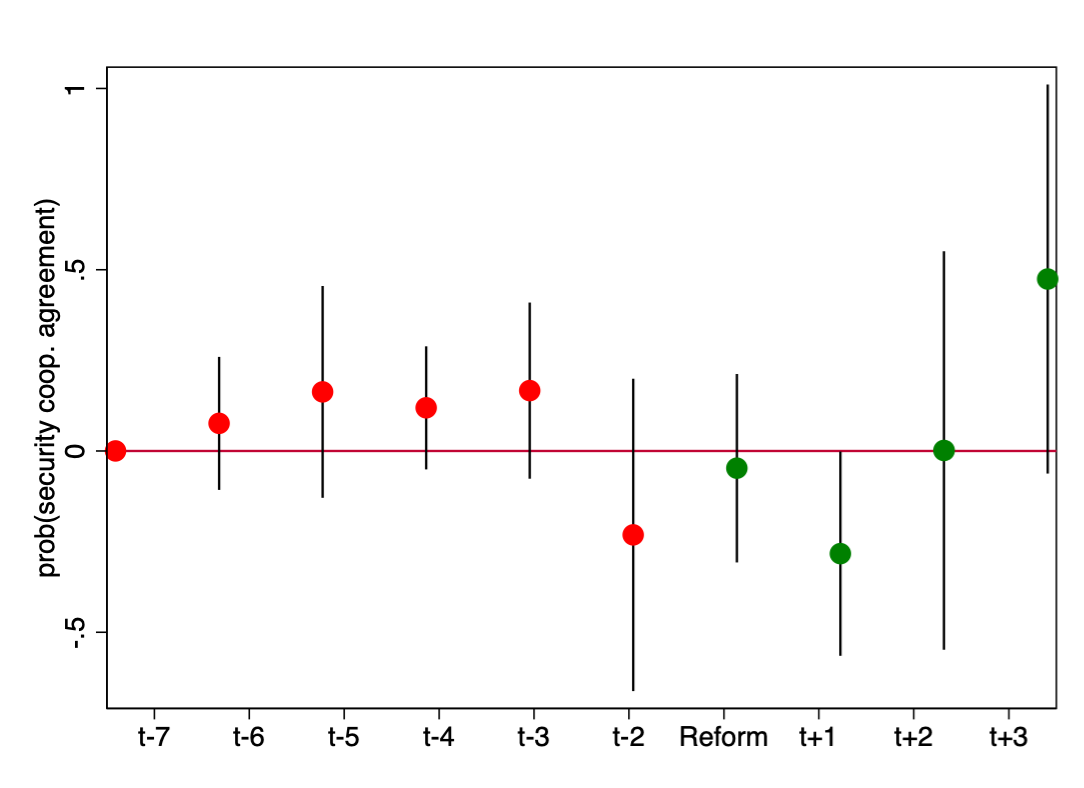 prob(security coop. agreement)
1
.5
0
-.5
t-7 t-6 t-5 t-4 t-3 t-2 Reform t+1 t+2 t+3